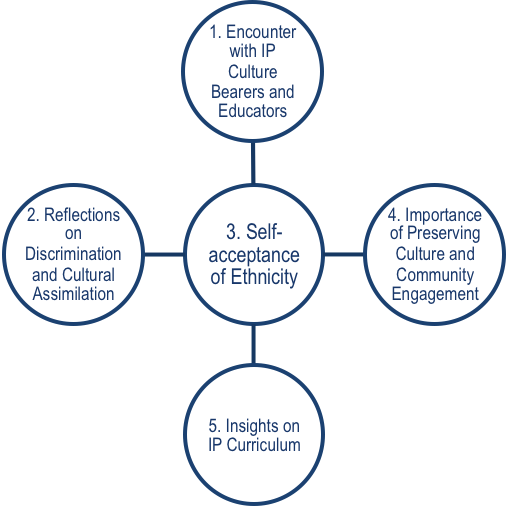 1. Encounter
with IP
Culture
Bearers and
Educators
2. Reflections
on
Discrimination
and Cultural
Assimilation
3. Self-
acceptance
of Ethnicity
4. Importance
of Preserving
Culture and
Community
Engagement
5. Insights on
IP Curriculum